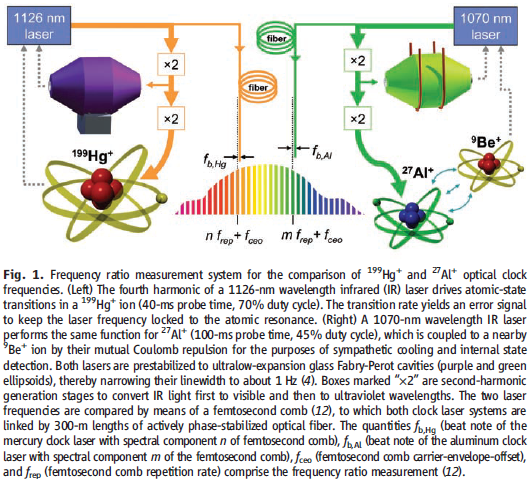 1126 nm
laser
fiber
1070 nm
laser
×2
×2
fiber
×2
×2
199Hg+
fb,Hg
fb,Al
27Al+
9Be+
n frep + fceo
m frep + fceo
Fig. 1. Frequency ratio measurement system for the comparison of 199Hg+ and 27Al+ optical clock
frequencies. (Left) The fourth harmonic of a 1126-nm wavelength infrared (IR) laser drives atomic-state
transitions in a 199Hg+ ion (40-ms probe time, 70% duty cycle). The transition rate yields an error signal
to keep the laser frequency locked to the atomic resonance. (Right) A 1070-nm wavelength IR laser
performs the same function for 27Al+ (100-ms probe time, 45% duty cycle), which is coupled to a nearby
9Be+ ion by their mutual Coulomb repulsion for the purposes of sympathetic cooling and internal state
detection. Both lasers are prestabilized to ultralow-expansion glass Fabry-Perot cavities (purple and green
ellipsoids), thereby narrowing their linewidth to about 1 Hz (4). Boxes marked “×2” are second-harmonic
generation stages to convert IR light first to visible and then to ultraviolet wavelengths. The two laser
frequencies are compared by means of a femtosecond comb (12), to which both clock laser systems are
linked by 300-m lengths of actively phase-stabilized optical fiber. The quantities fb,Hg (beat note of the
mercury clock laser with spectral component n of femtosecond comb), fb,Al (beat note of the aluminum clock
laser with spectral component m of the femtosecond comb), fceo (femtosecond comb carrier-envelope-offset),
and frep (femtosecond comb repetition rate) comprise the frequency ratio measurement (12).